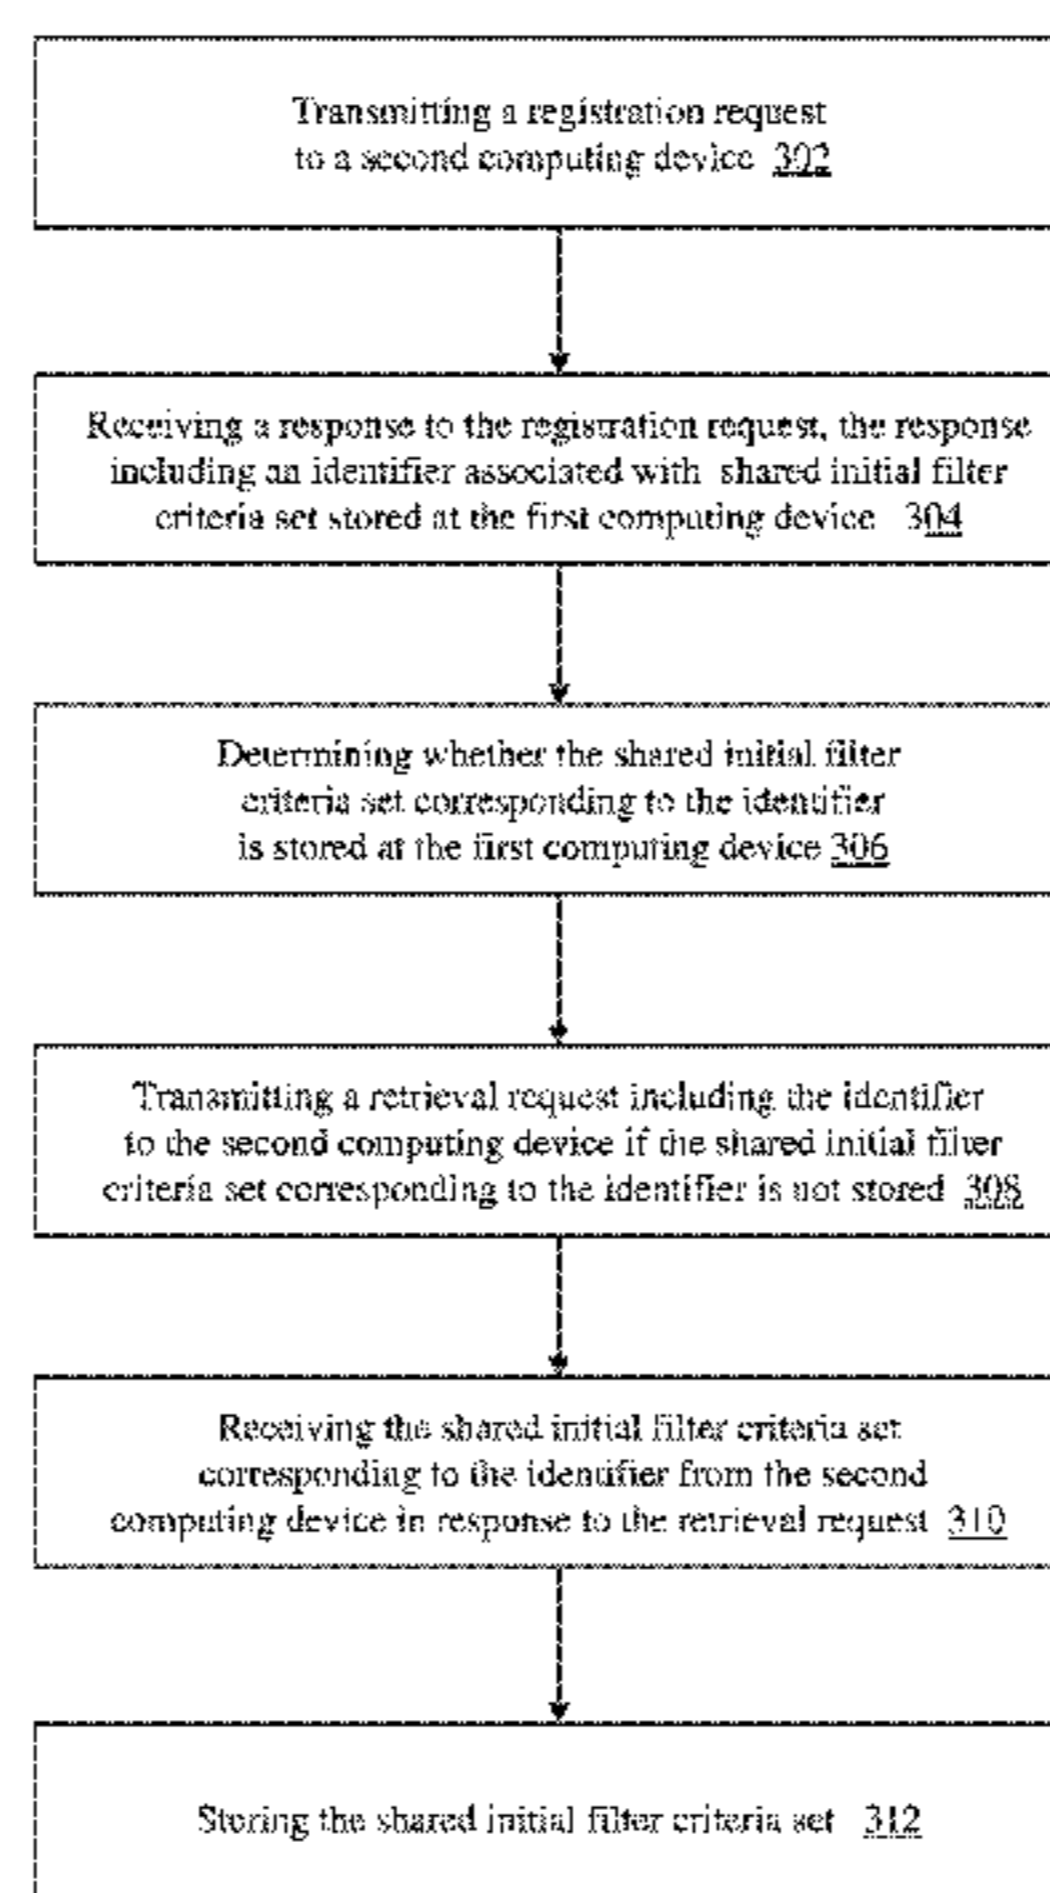 Transmitting a registration request
to a second computing device 302
Receiving a response to the registration request, the response
including an identifier associated with shared initial filter
criteria set stored at the first computing device 304
Determining whether the shared initial filter
criteria set corresponding to the identifier
is stored at the first computing device 306
Transmitting a retrieval request including the identifier
to the second computing device if the shared initial filter
criteria set corresponding to the identifier is not stored 308
Receiving the shared initial filter criteria set
corresponding to the identifier from the second
computing device in response to the retrieval request 310
Storing the shared initial filter criteria set 312